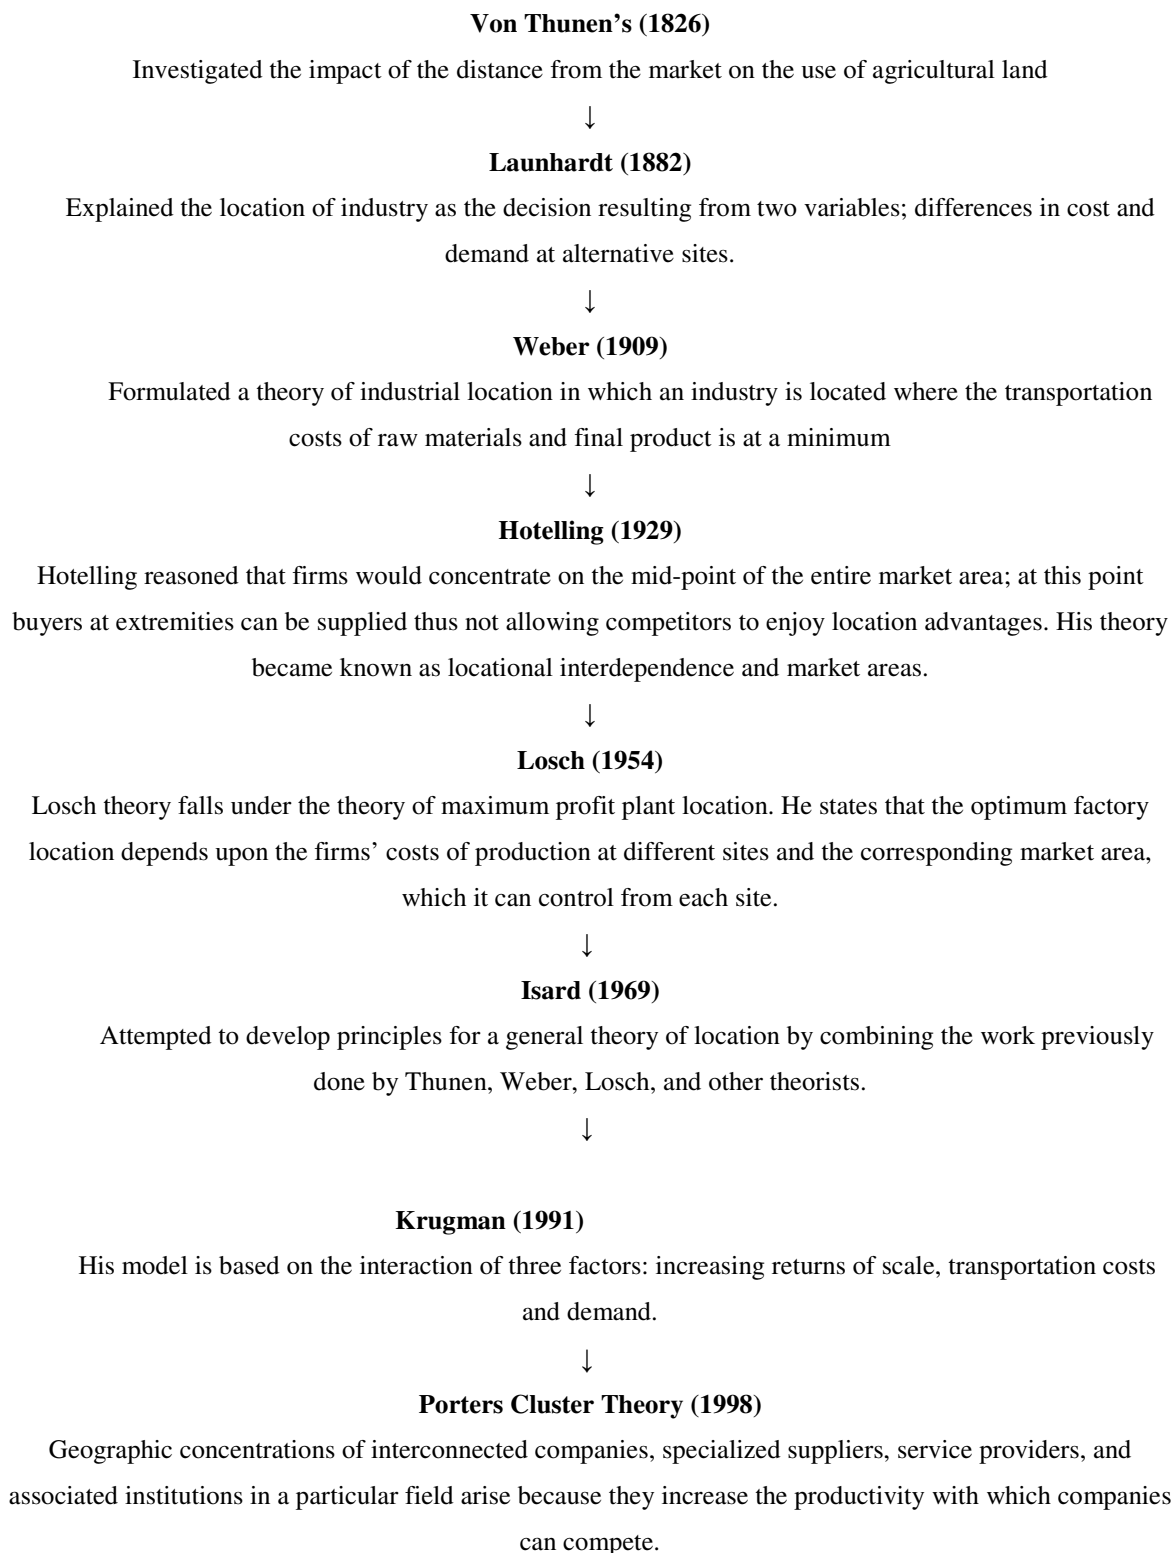 Von Thunen’s (1826)
Investigated the impact of the distance from the market on the use of agricultural land
↓
Launhardt (1882)
Explained the location of industry as the decision resulting from two variables; differences in cost and
demand at alternative sites.
↓
Weber (1909)
Formulated a theory of industrial location in which an industry is located where the transportation
costs of raw materials and final product is at a minimum
↓
Hotelling (1929)
Hotelling reasoned that firms would concentrate on the mid-point of the entire market area; at this point
buyers at extremities can be supplied thus not allowing competitors to enjoy location advantages. His theory
became known as locational interdependence and market areas.
↓
Losch (1954)
Losch theory falls under the theory of maximum profit plant location. He states that the optimum factory
location depends upon the firms’ costs of production at different sites and the corresponding market area,
which it can control from each site.
↓
Isard (1969)
Attempted to develop principles for a general theory of location by combining the work previously
done by Thunen, Weber, Losch, and other theorists.
↓
Krugman (1991)
His model is based on the interaction of three factors: increasing returns of scale, transportation costs
and demand.
↓
Porters Cluster Theory (1998)
Geographic concentrations of interconnected companies, specialized suppliers, service providers, and
associated institutions in a particular field arise because they increase the productivity with which companies
can compete.